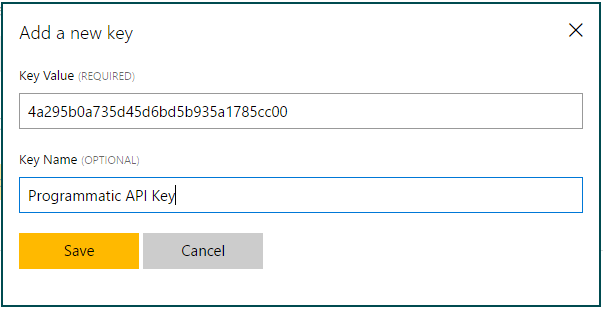 Add a new key
Key Value (REQUIRED)
4a295b0a735d45d6bd5b935a1785cc00
Key Name (OPTIONAL)
Programmatic API Key
Save Cancel